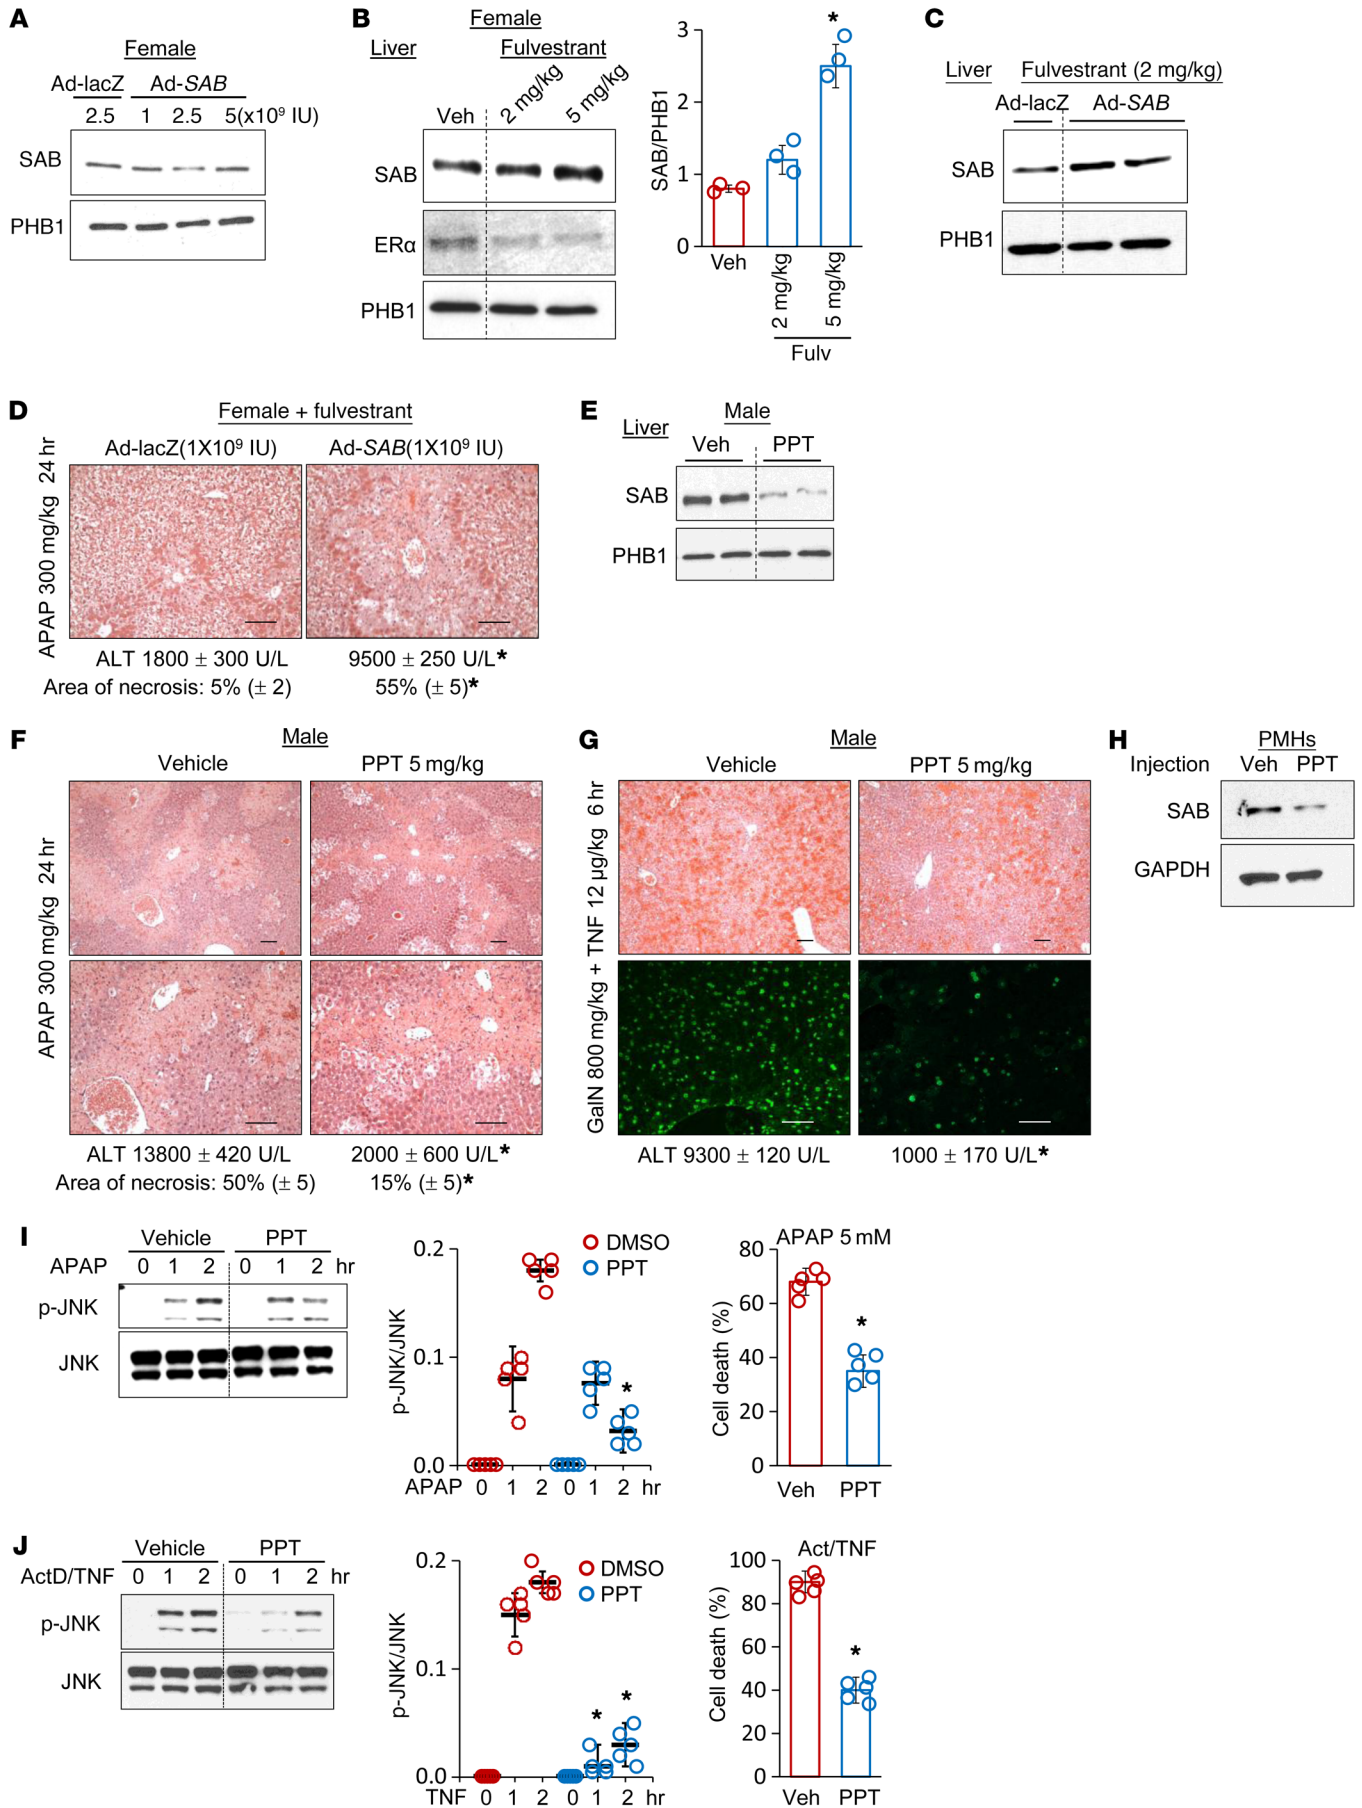 A
Female
Ad-lacZ Ad-SAB
2.5 1 2.5 5(x10⁹ IU)
SAB
PHB1
B
Female
Liver Fulvestrant
Veh 2 mg/kg 5 mg/kg
SAB
ERα
PHB1
SAB/PHB1
3
2
1
0
*
Veh 2 mg/kg 5 mg/kg
Fulv
C
Liver Fulvestrant (2 mg/kg)
Ad-lacZ Ad-SAB
SAB
PHB1
D
Female + fulvestrant
Ad-lacZ(1X10⁹ IU) Ad-SAB(1X10⁹ IU)
APAP 300 mg/kg 24 hr
ALT 1800 ± 300 U/L 9500 ± 250 U/L*
Area of necrosis: 5% (± 2) 55% (± 5)*
E
Liver Male
Veh PPT
SAB
PHB1
F
Male
Vehicle PPT 5 mg/kg
APAP 300 mg/kg 24 hr
ALT 13800 ± 420 U/L 2000 ± 600 U/L*
Area of necrosis: 50% (± 5) 15% (± 5)*
G
Male
Vehicle PPT 5 mg/kg
GalN 800 mg/kg + TNF 12 μg/kg 6 hr
ALT 9300 ± 120 U/L 1000 ± 170 U/L*
H
PMHs
Injection Veh PPT
SAB
GAPDH
I
Vehicle PPT
APAP 0 1 2 0 1 2 hr
p-JNK
JNK
p-JNK/JNK
0.2
0.1
0.0
DMSO
PPT
*
APAP 0 1 2 0 1 2 hr
APAP 5 mM
Cell death (%)
80
60
40
20
0
*
Veh PPT
J
Vehicle PPT
ActD/TNF 0 1 2 0 1 2 hr
p-JNK
JNK
p-JNK/JNK
0.2
0.1
0.0
DMSO
PPT
* *
TNF 0 1 2 0 1 2 hr
Act/TNF
Cell death (%)
100
80
60
40
20
0
*
Veh PPT